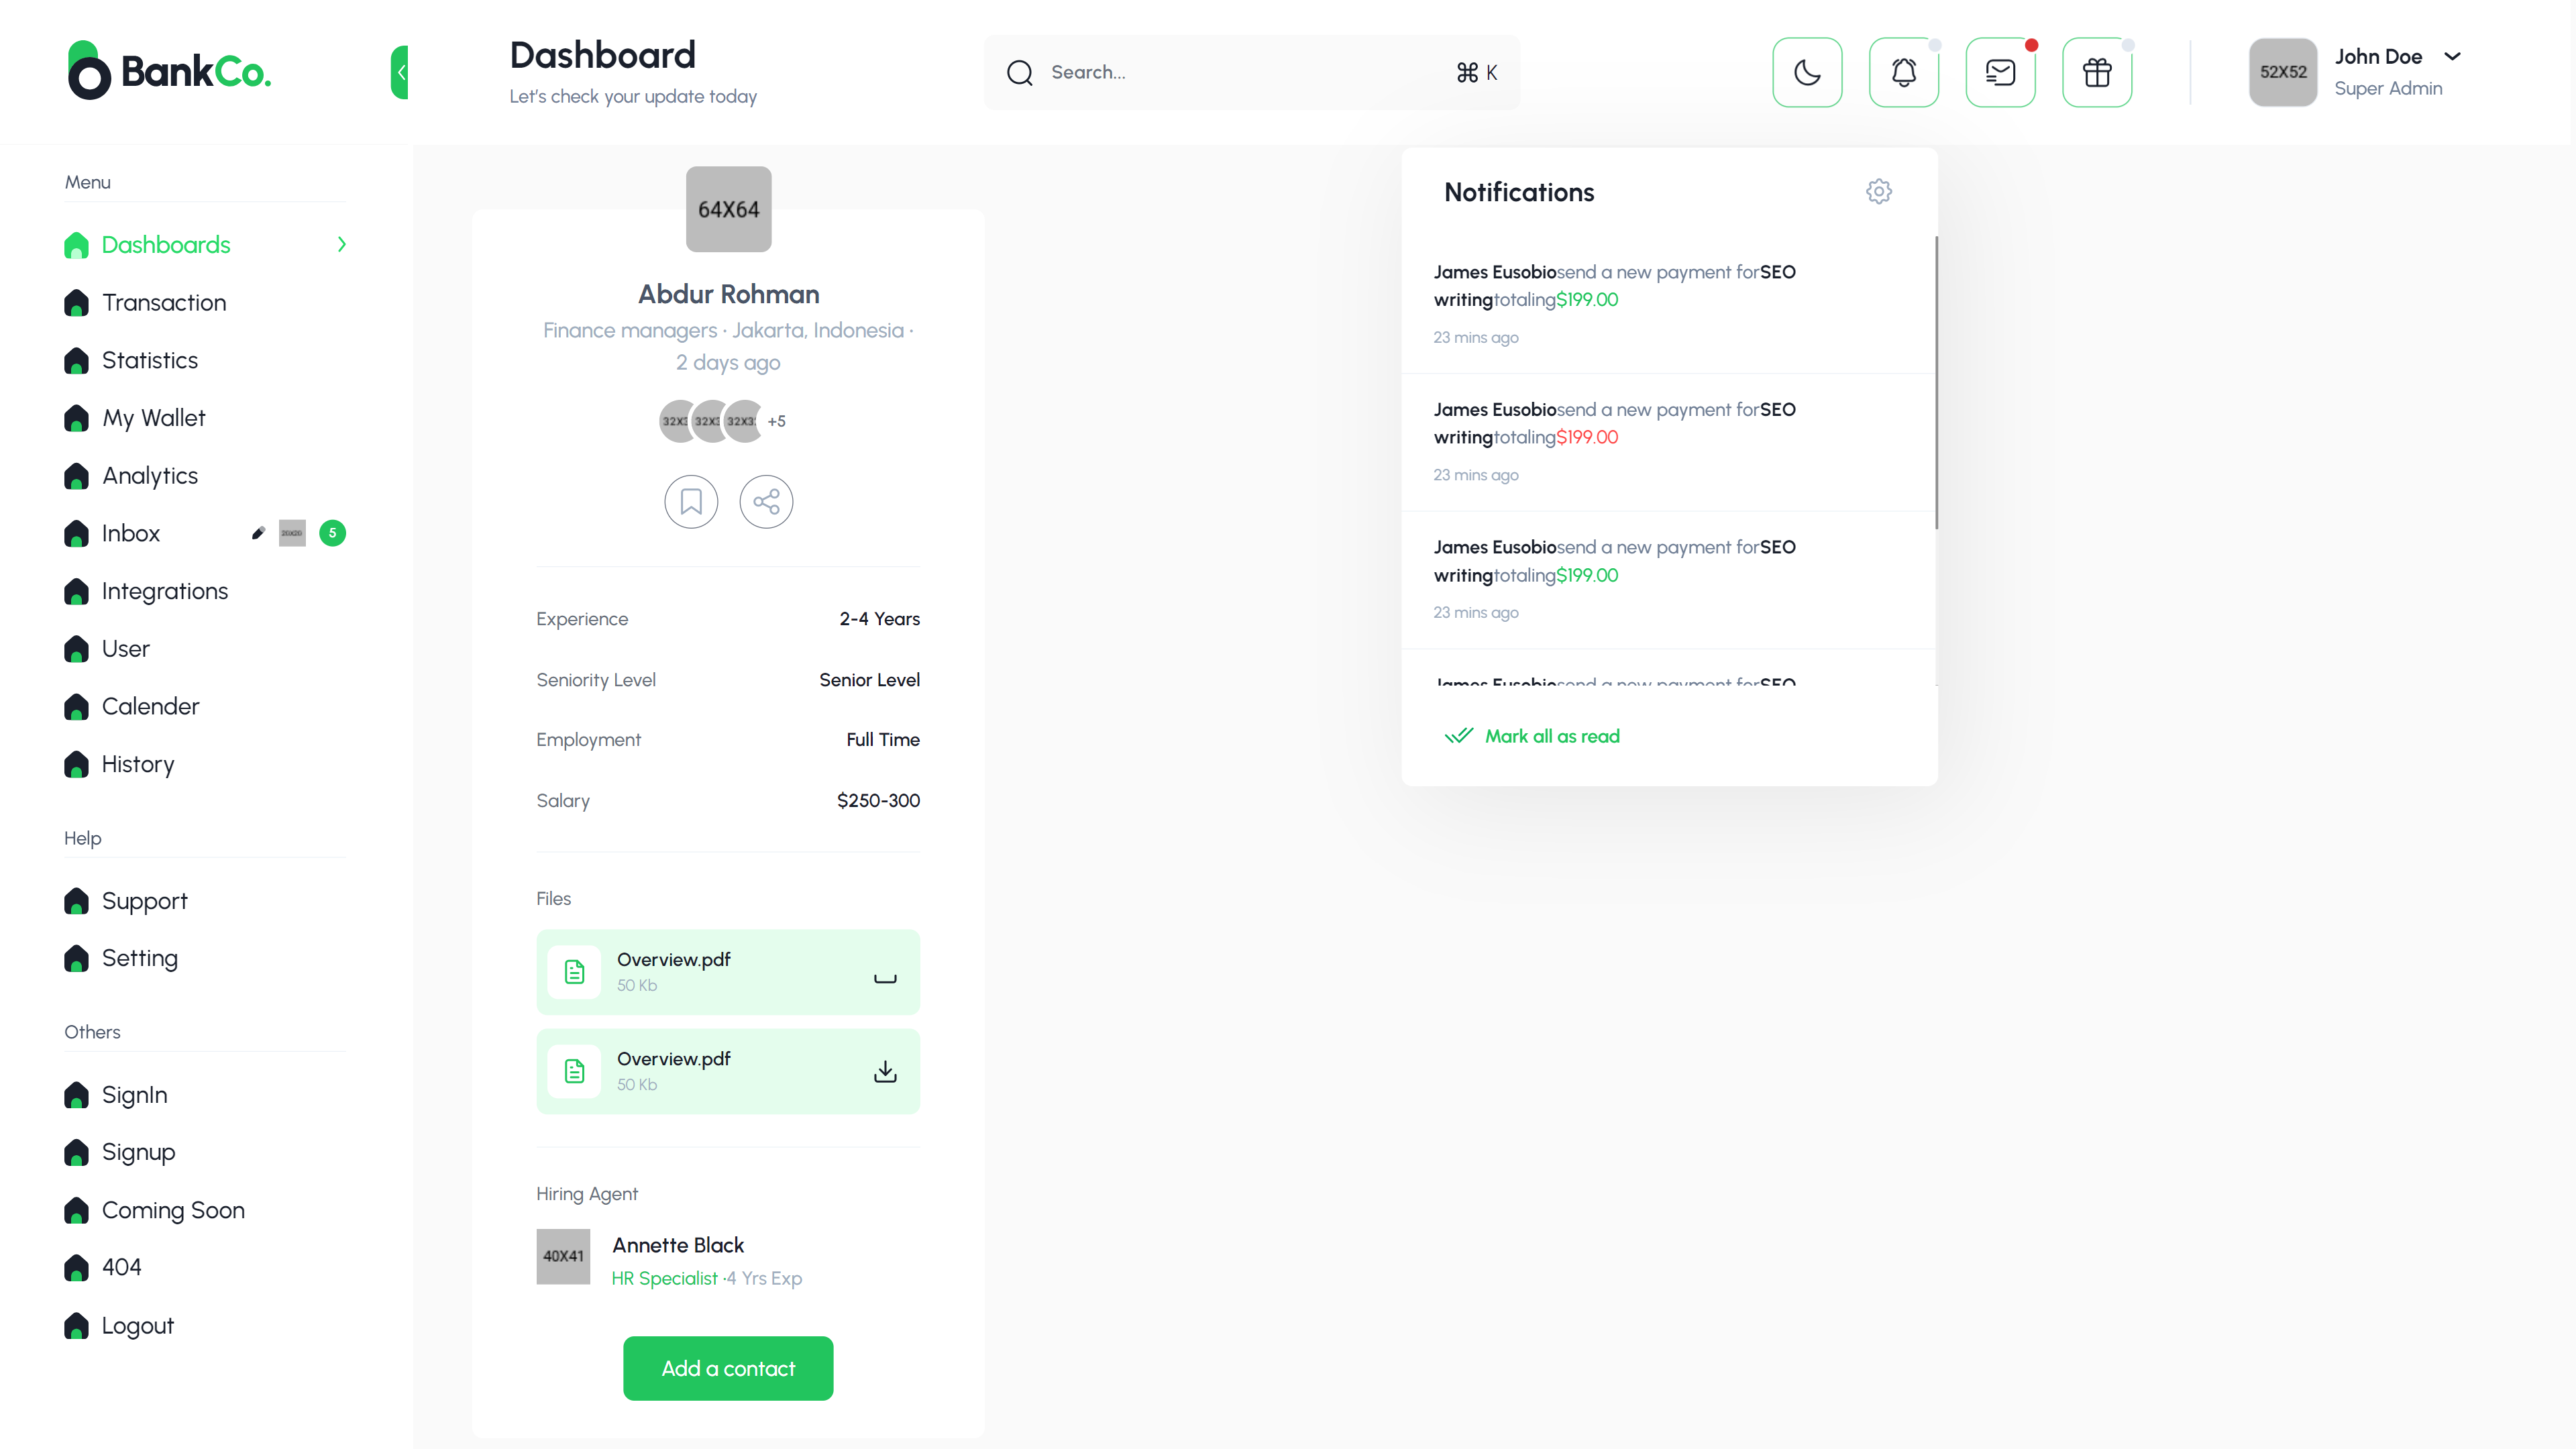 BankCo.
Dashboard
Let's check your update today
Search...
⌘ K
52X52
John Doe
Super Admin
Menu
Dashboards
Transaction
Statistics
My Wallet
Analytics
Inbox
5
Integrations
User
Calender
History
Help
Support
Setting
Others
SignIn
Signup
Coming Soon
404
Logout
64X64
Abdur Rohman
Finance managers · Jakarta, Indonesia ·
2 days ago
+5
Experience
2-4 Years
Seniority Level
Senior Level
Employment
Full Time
Salary
$250-300
Files
Overview.pdf
50 Kb
Overview.pdf
50 Kb
Hiring Agent
40X41
Annette Black
HR Specialist ·4 Yrs Exp
Add a contact
Notifications
James Eusobiosend a new payment forSEO
writingtotaling$199.00
23 mins ago
James Eusobiosend a new payment forSEO
writingtotaling$199.00
23 mins ago
James Eusobiosend a new payment forSEO
writingtotaling$199.00
23 mins ago
James Eusobiosend a new payment forSEO
Mark all as read